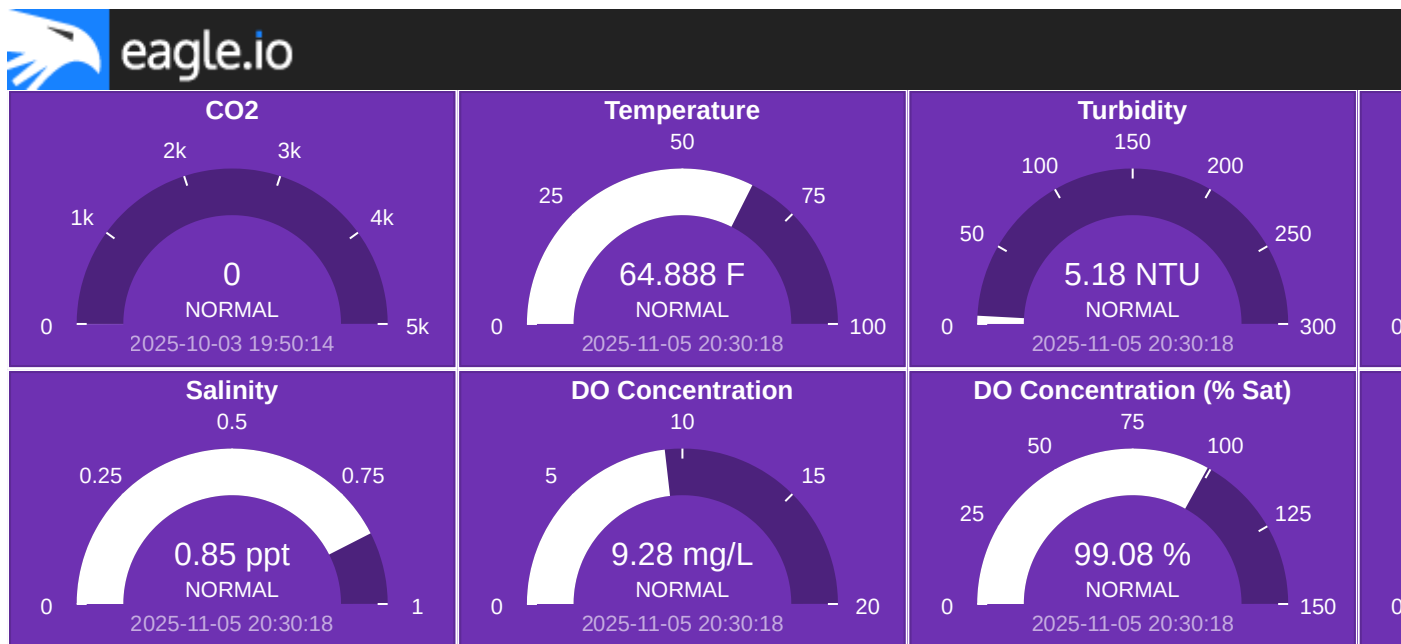 eagle.io
CO2
0
1k
2k
3k
4k
5k
0
NORMAL
2025-10-03 19:50:14
Temperature
0
25
50
75
100
64.888 F
NORMAL
2025-11-05 20:30:18
Turbidity
0
50
100
150
200
250
300
5.18 NTU
NORMAL
2025-11-05 20:30:18
0
Salinity
0
0.25
0.5
0.75
1
0.85 ppt
NORMAL
2025-11-05 20:30:18
DO Concentration
0
5
10
15
20
9.28 mg/L
NORMAL
2025-11-05 20:30:18
DO Concentration (% Sat)
0
25
50
75
100
125
150
99.08 %
NORMAL
2025-11-05 20:30:18
0